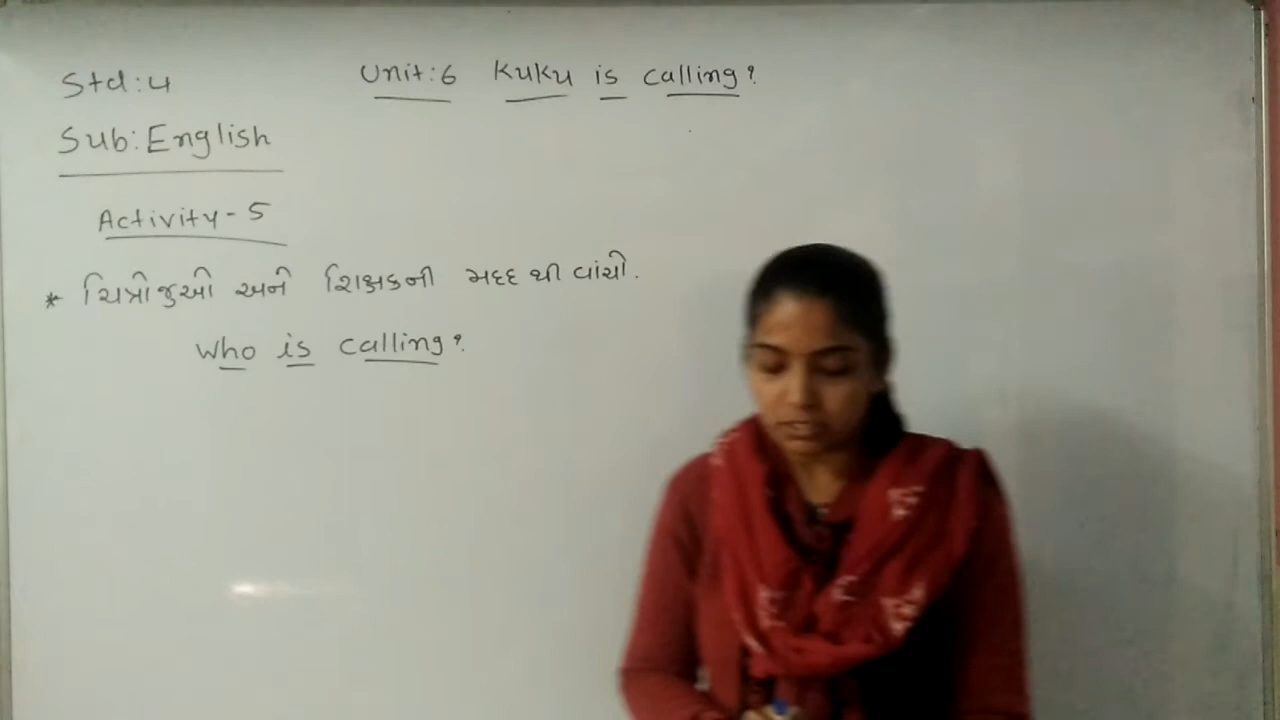 Std:4
Unit:6 Kuku is calling?
Sub:English
Activity-5
* ચિત્રો જુઓ અને શિક્ષકની મદદ થી વાંચો.
Who is calling?